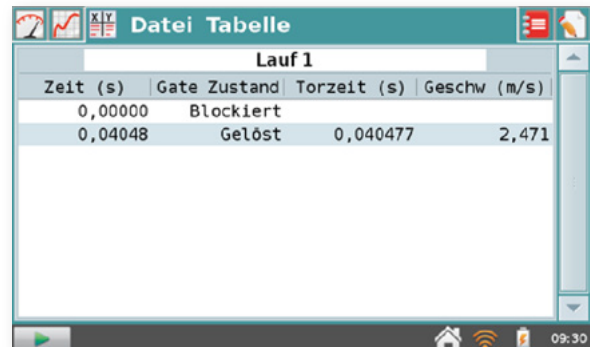 X Y
Datei Tabelle
Lauf 1
Zeit (s) Gate Zustand Torzeit (s) Geschw (m/s)
0,00000 Blockiert
0,04048 Gelöst 0,040477 2,471
09:30